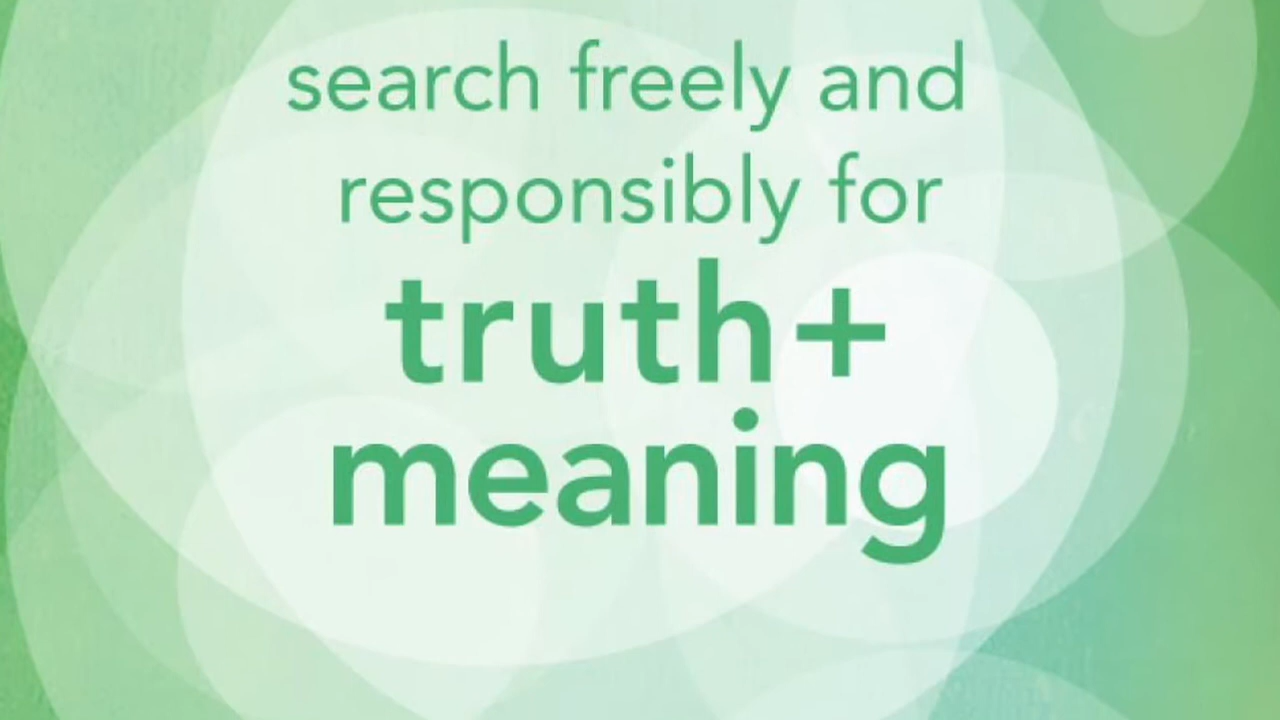 search freely and
responsibly for
truth+
meaning